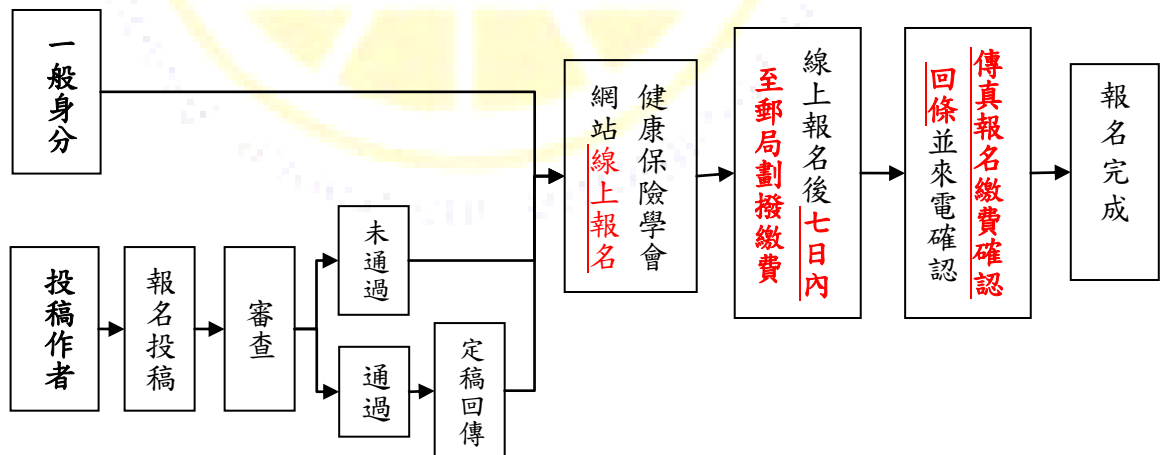 一般身分
投稿作者
報名投稿
審查
未通過
通過
定稿回傳
健康保險學會
網站線上報名
線上報名後七日內
至郵局劃撥繳費
傳真報名繳費確認
回條並來電確認
報名完成